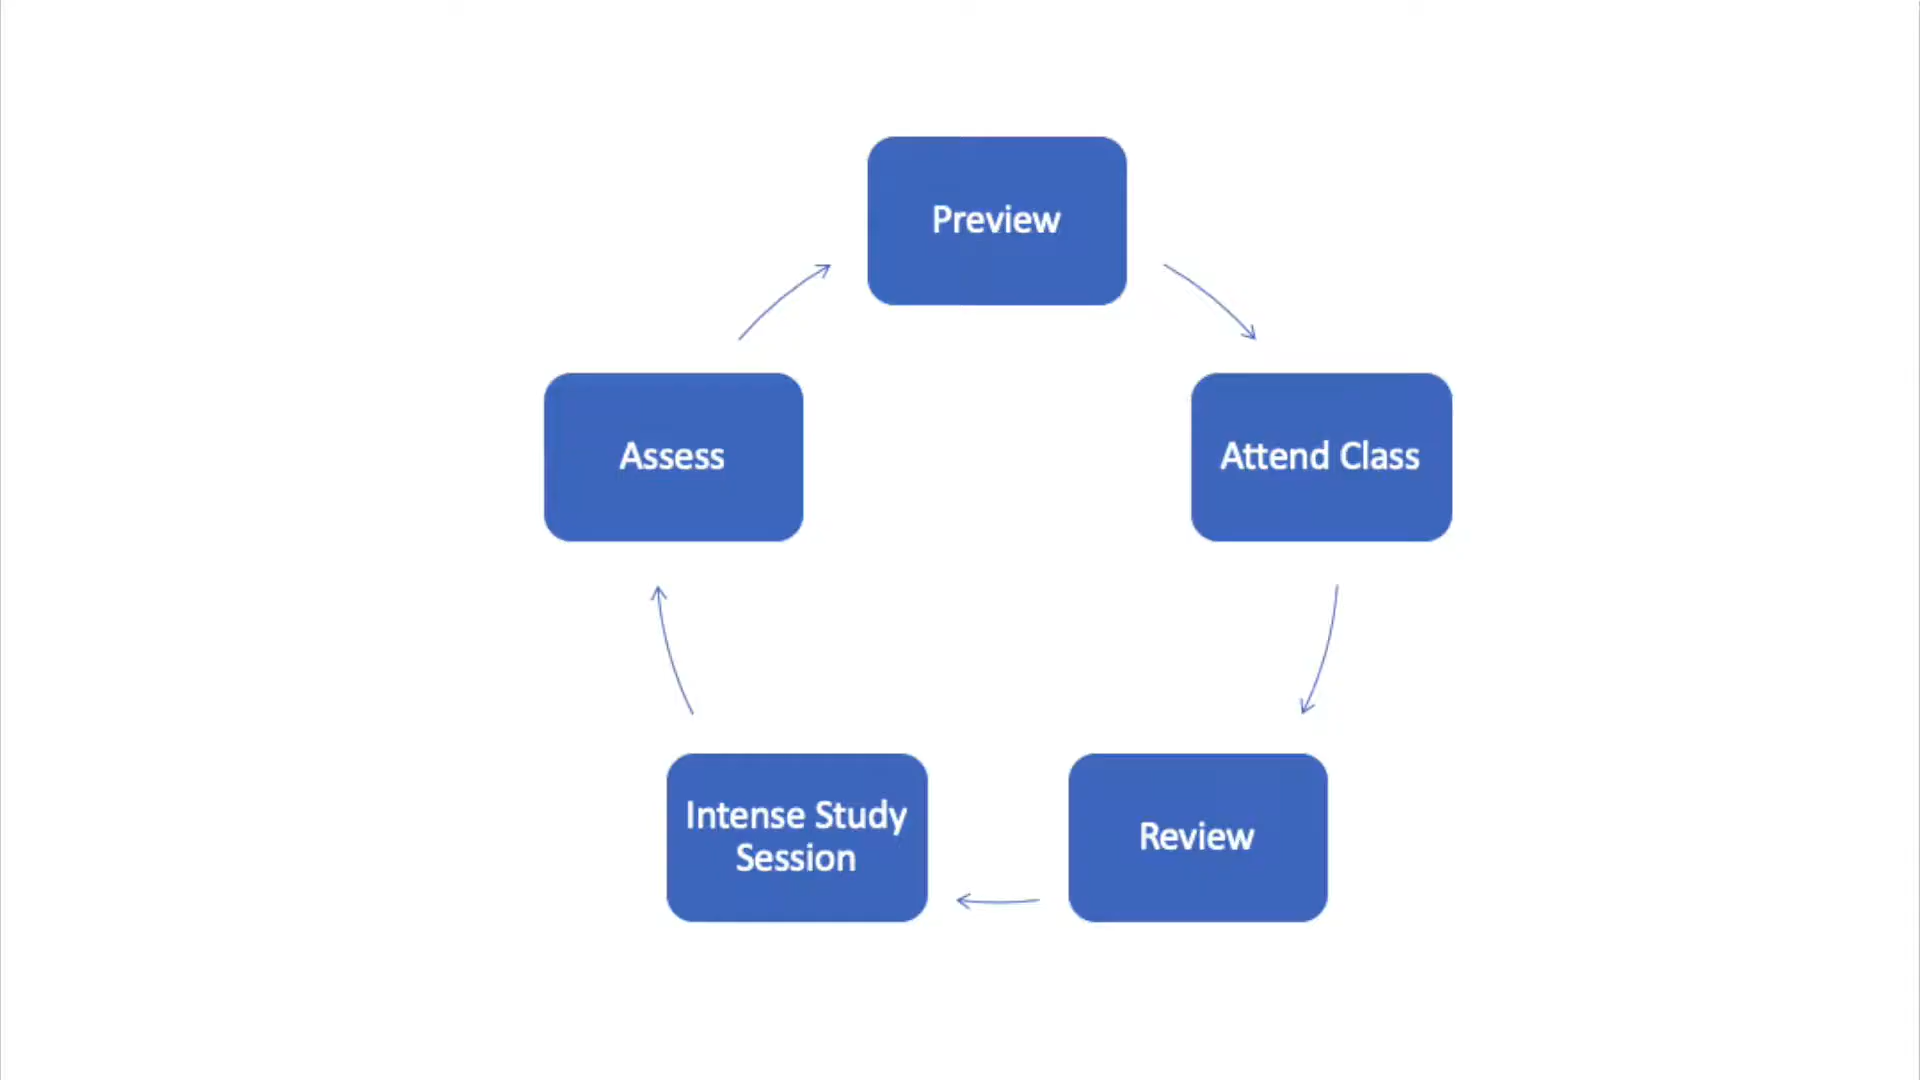 Preview
Attend Class
Review
Intense Study
Session
Assess